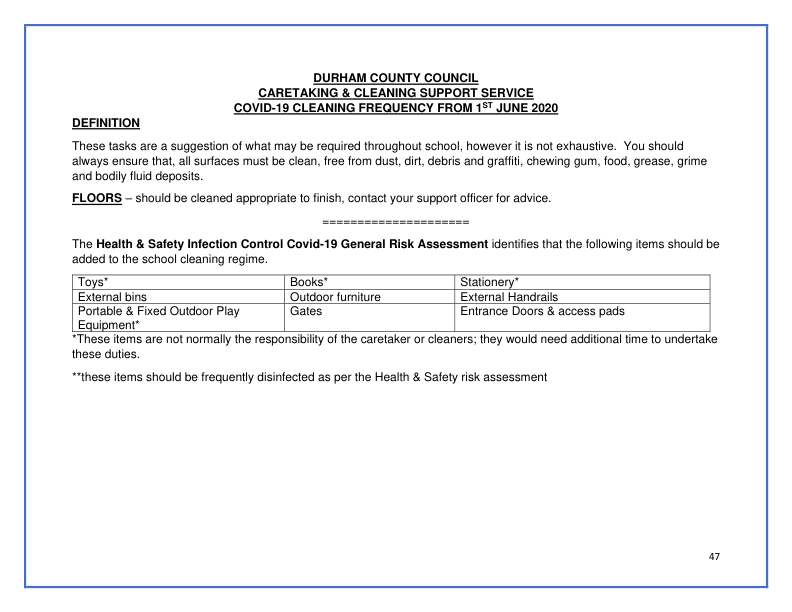 DURHAM COUNTY COUNCIL
CARETAKING & CLEANING SUPPORT SERVICE
COVID-19 CLEANING FREQUENCY FROM 1ST JUNE 2020
DEFINITION
These tasks are a suggestion of what may be required throughout school, however it is not exhaustive.  You should
always ensure that, all surfaces must be clean, free from dust, dirt, debris and graffiti, chewing gum, food, grease, grime
and bodily fluid deposits.
FLOORS – should be cleaned appropriate to finish, contact your support officer for advice.
=====================
The Health & Safety Infection Control Covid-19 General Risk Assessment identifies that the following items should be
added to the school cleaning regime.
Toys* Books* Stationery*
External bins Outdoor furniture External Handrails
Portable & Fixed Outdoor Play Gates Entrance Doors & access pads
Equipment*
*These items are not normally the responsibility of the caretaker or cleaners; they would need additional time to undertake
these duties.
**these items should be frequently disinfected as per the Health & Safety risk assessment
47